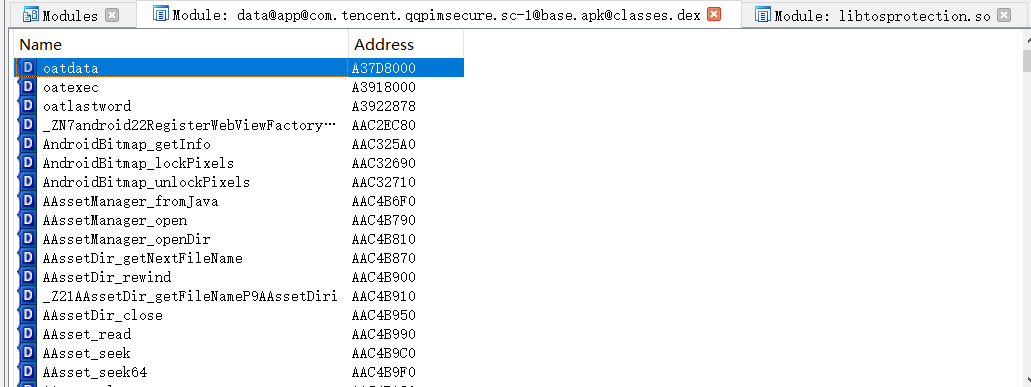 Modules Module: data@app@com.tencent.qqpimsecure.sc-1@base.apk@classes.dex Module: libtosprotection.so
Name Address
D oatdata A37D8000
D oatexec A3918000
D oatlastword A3922878
D _ZN7android22RegisterWebViewFactory… AAC2EC80
D AndroidBitmap_getInfo AAC325A0
D AndroidBitmap_lockPixels AAC32690
D AndroidBitmap_unlockPixels AAC32710
D AAssetManager_fromJava AAC4B6F0
D AAssetManager_open AAC4B790
D AAssetManager_openDir AAC4B810
D AAssetDir_getNextFileName AAC4B870
D AAssetDir_rewind AAC4B900
D _Z21AAssetDir_getFileNameP9AAssetDiri AAC4B910
D AAssetDir_close AAC4B950
D AAsset_read AAC4B990
D AAsset_seek AAC4B9C0
D AAsset_seek64 AAC4B9F0